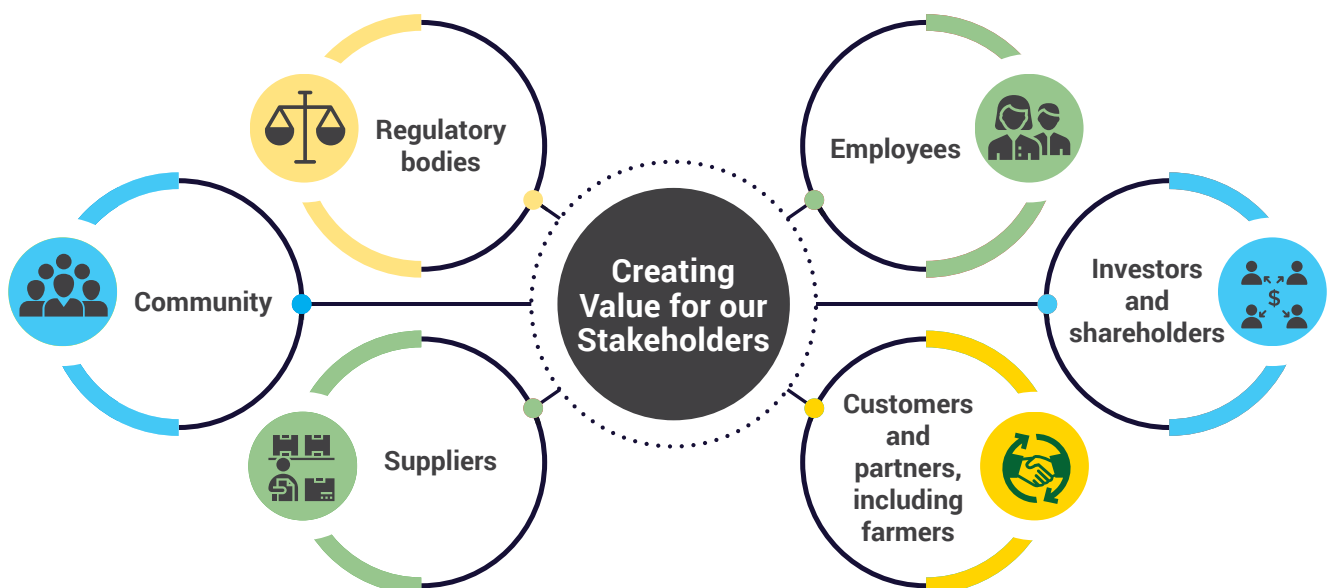 Regulatory
bodies
Employees
Community
Creating
Value for our
Stakeholders
Investors
and
shareholders
Suppliers
Customers
and
partners,
including
farmers
$